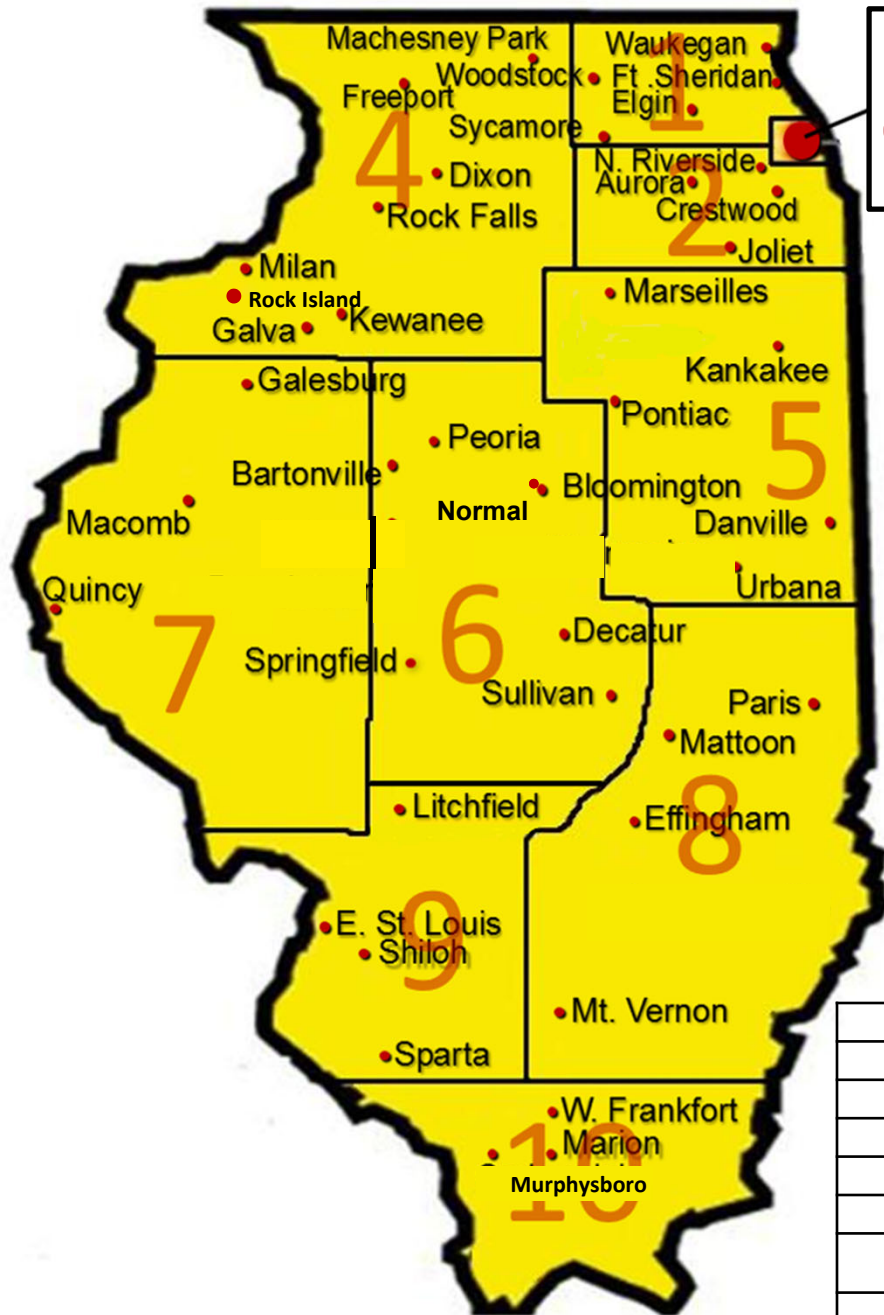 Machesney Park
Waukegan
1
Woodstock
Ft .Sheridan
Freeport
Elgin
Sycamore
4
N. Riverside
Dixon
Aurora
2
Crestwood
Rock Falls
Joliet
Milan
Rock Island
Marseilles
Galva
Kewanee
Kankakee
Galesburg
Pontiac
Peoria
5
Bartonville
Bloomington
Normal
Macomb
Danville
Quincy
Urbana
6
7
Decatur
Springfield
Sullivan
Paris
Mattoon
Litchfield
8
Effingham
9
E. St. Louis
Shiloh
Mt. Vernon
Sparta
W. Frankfort
10
Marion
Murphysboro